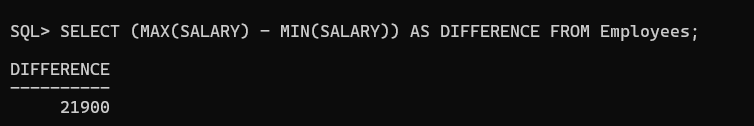 SQL> SELECT (MAX(SALARY) - MIN(SALARY)) AS DIFFERENCE FROM Employees;
DIFFERENCE
----------
21900